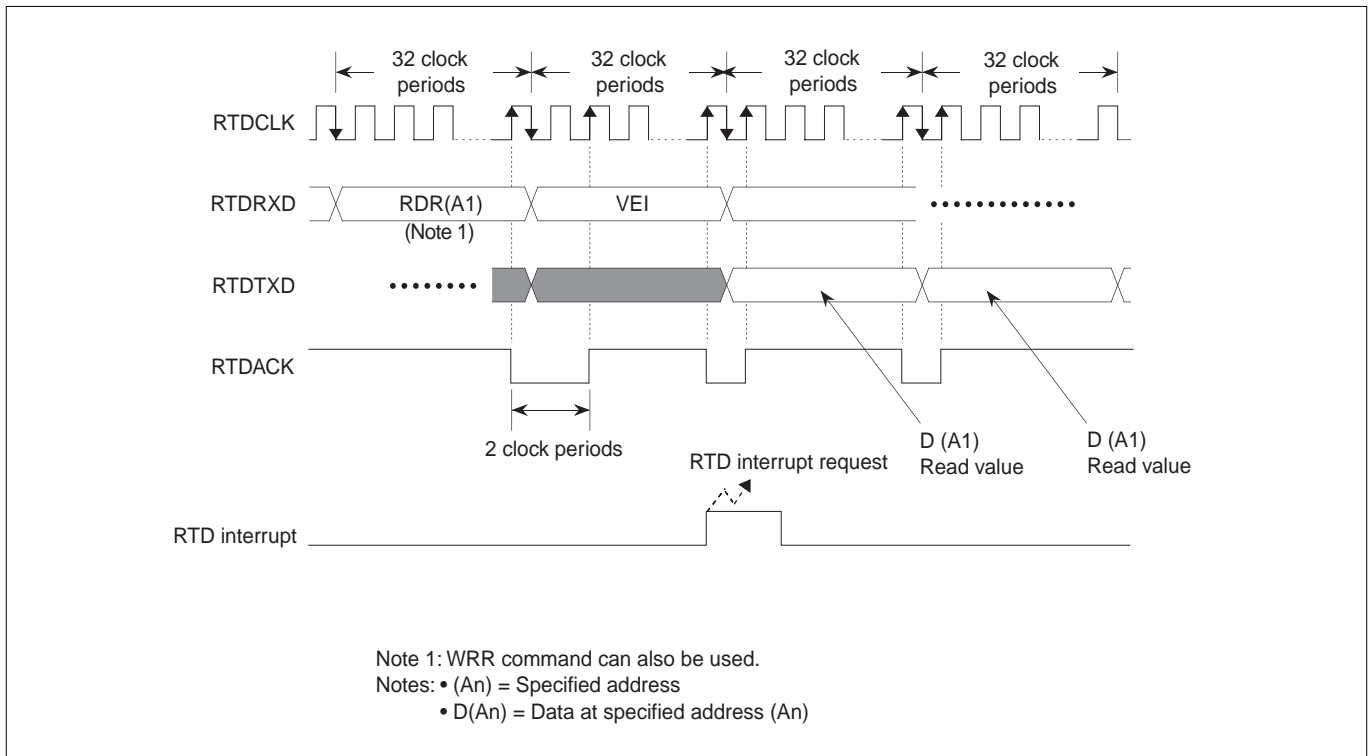 32 clock periods
32 clock periods
32 clock periods
32 clock periods
RTDCLK
RTDRXD
RDR(A1)
(Note 1)
VEI
RTDTXD
RTDACK
2 clock periods
D (A1)
Read value
D (A1)
Read value
RTD interrupt request
RTD interrupt
Note 1: WRR command can also be used.
Notes: • (An) = Specified address
• D(An) = Data at specified address (An)